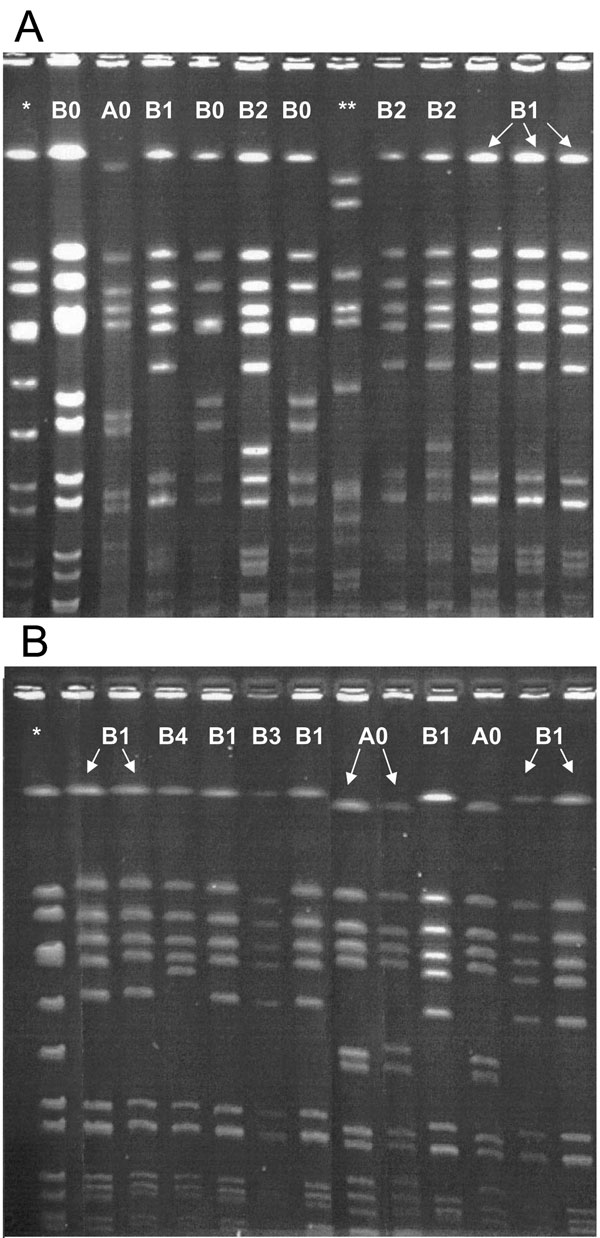 A
* B0 A0 B1 B0 B2 B0 ** B2 B2 B1
B
* B1 B4 B1 B3 B1 A0 B1 A0 B1